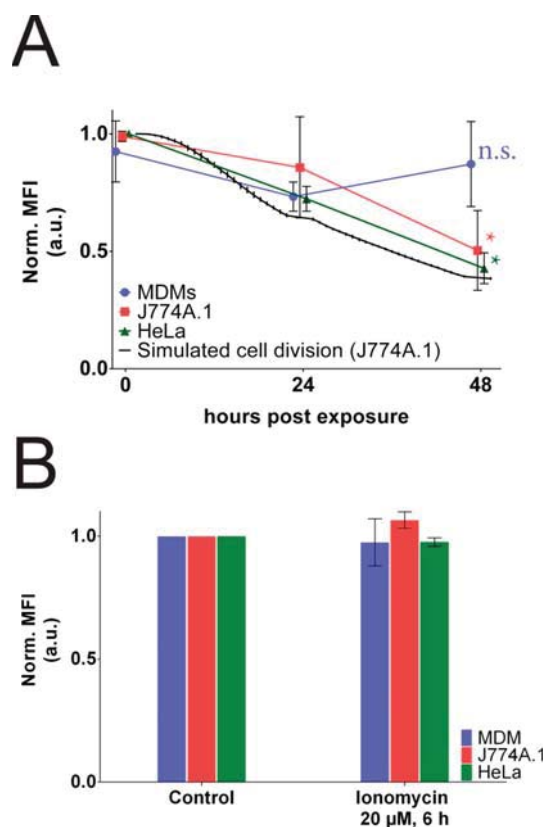 A
Norm. MFI
(a.u.)
1.0
0.5
0.0
n.s.
*
*
MDMs
J774A.1
HeLa
Simulated cell division (J774A.1)
0
24
48
hours post exposure
B
Norm. MFI
(a.u.)
1.0
0.5
0.0
MDM
J774A.1
HeLa
Control
Ionomycin
20 µM, 6 h